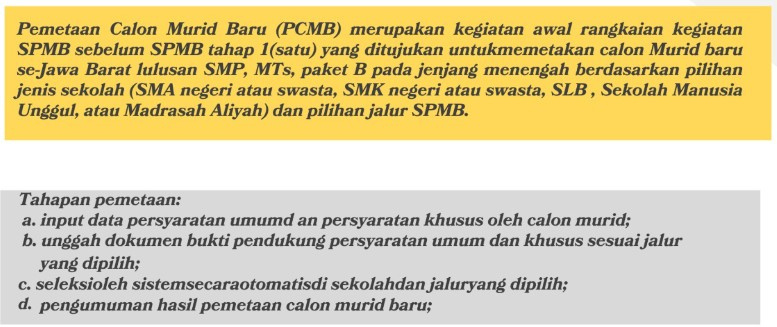 Pemetaan Calon Murid Baru (PCMB) merupakan kegiatan awal rangkaian kegiatan
SPMB sebelum SPMB tahap 1(satu) yang ditujukan untukmemetakan calon Murid baru
se-Jawa Barat lulusan SMP, MTs, paket B pada jenjang menengah berdasarkan pilihan
jenis sekolah (SMA negeri atau swasta, SMK negeri atau swasta, SLB , Sekolah Manusia
Unggul, atau Madrasah Aliyah) dan pilihan jalur SPMB.
Tahapan pemetaan:
a. input data persyaratan umumd an persyaratan khusus oleh calon murid;
b. unggah dokumen bukti pendukung persyaratan umum dan khusus sesuai jalur
yang dipilih;
c. seleksioleh sistemsecaraotomatisdi sekolahdan jaluryang dipilih;
d. pengumuman hasil pemetaan calon murid baru;